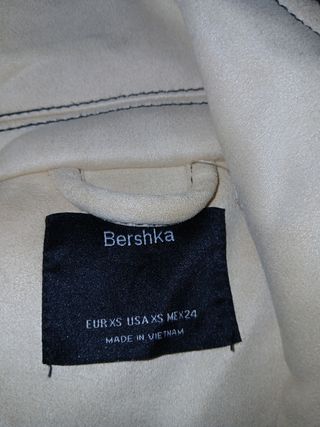 Bershka
EUR XS USA XS MEX 24
MADE IN VIETNAM